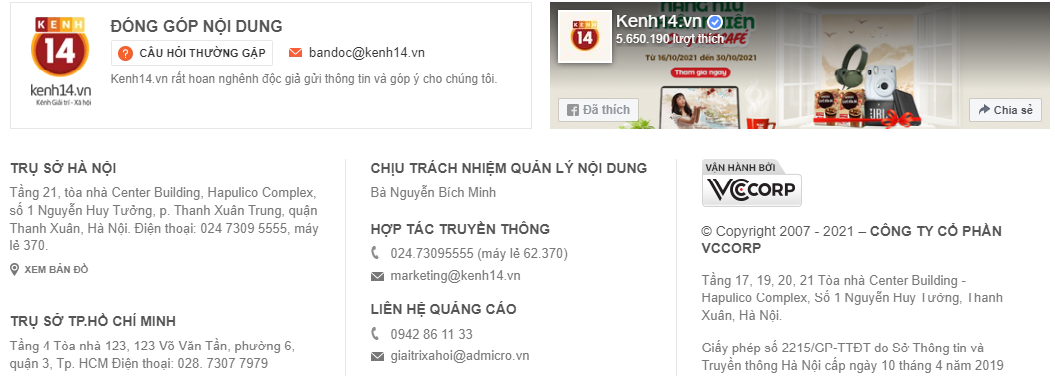 KENH
14
kenh14.vn
Kênh Giải trí - Xã hội
ĐÓNG GÓP NỘI DUNG
? CÂU HỎI THƯỜNG GẶP
bandoc@kenh14.vn
Kenh14.vn rất hoan nghênh độc giả gửi thông tin và góp ý cho chúng tôi.
KENH
14
Kenh14.vn
5.650.190 lượt thích
Từ 16/10/2021 đến 30/10/2021
Tham gia ngay
JBL
Đã thích
Chia sẻ
TRỤ SỞ HÀ NỘI
Tầng 21, tòa nhà Center Building, Hapulico Complex,
số 1 Nguyễn Huy Tưởng, p. Thanh Xuân Trung, quận
Thanh Xuân, Hà Nội. Điện thoại: 024 7309 5555, máy
lẻ 370.
XEM BẢN ĐỒ
TRỤ SỞ TP.HỒ CHÍ MINH
Tầng 4 Tòa nhà 123, 123 Võ Văn Tần, phường 6,
quận 3, Tp. HCM Điện thoại: 028. 7307 7979
CHỊU TRÁCH NHIỆM QUẢN LÝ NỘI DUNG
Bà Nguyễn Bích Minh
HỢP TÁC TRUYỀN THÔNG
024.73095555 (máy lẻ 62.370)
marketing@kenh14.vn
LIÊN HỆ QUẢNG CÁO
0942 86 11 33
giaitrixahoi@admicro.vn
VẬN HÀNH BỞI
VCCORP
© Copyright 2007 - 2021 – CÔNG TY CỔ PHẦN
VCCORP
Tầng 17, 19, 20, 21 Tòa nhà Center Building -
Hapulico Complex, Số 1 Nguyễn Huy Tưởng, Thanh
Xuân, Hà Nội.
Giấy phép số 2215/GP-TTĐT do Sở Thông tin và
Truyền thông Hà Nội cấp ngày 10 tháng 4 năm 2019